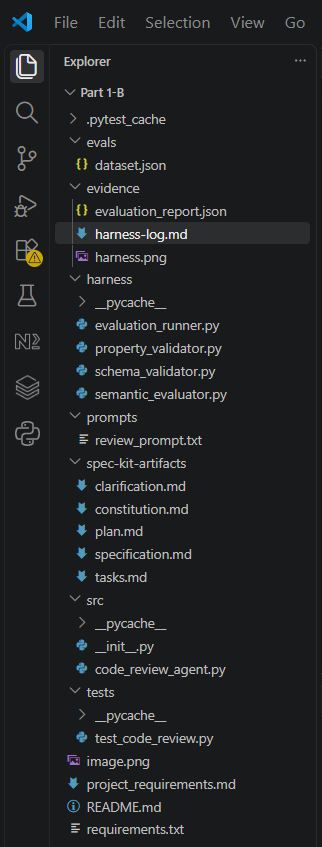 File Edit Selection View Go
Explorer ...
Part 1-B
.pytest_cache
evals
{} dataset.json
evidence
{} evaluation_report.json
harness-log.md
harness.png
harness
__pycache__
evaluation_runner.py
property_validator.py
schema_validator.py
semantic_evaluator.py
prompts
review_prompt.txt
spec-kit-artifacts
clarification.md
constitution.md
plan.md
specification.md
tasks.md
src
__pycache__
__init__.py
code_review_agent.py
tests
__pycache__
test_code_review.py
image.png
project_requirements.md
README.md
requirements.txt